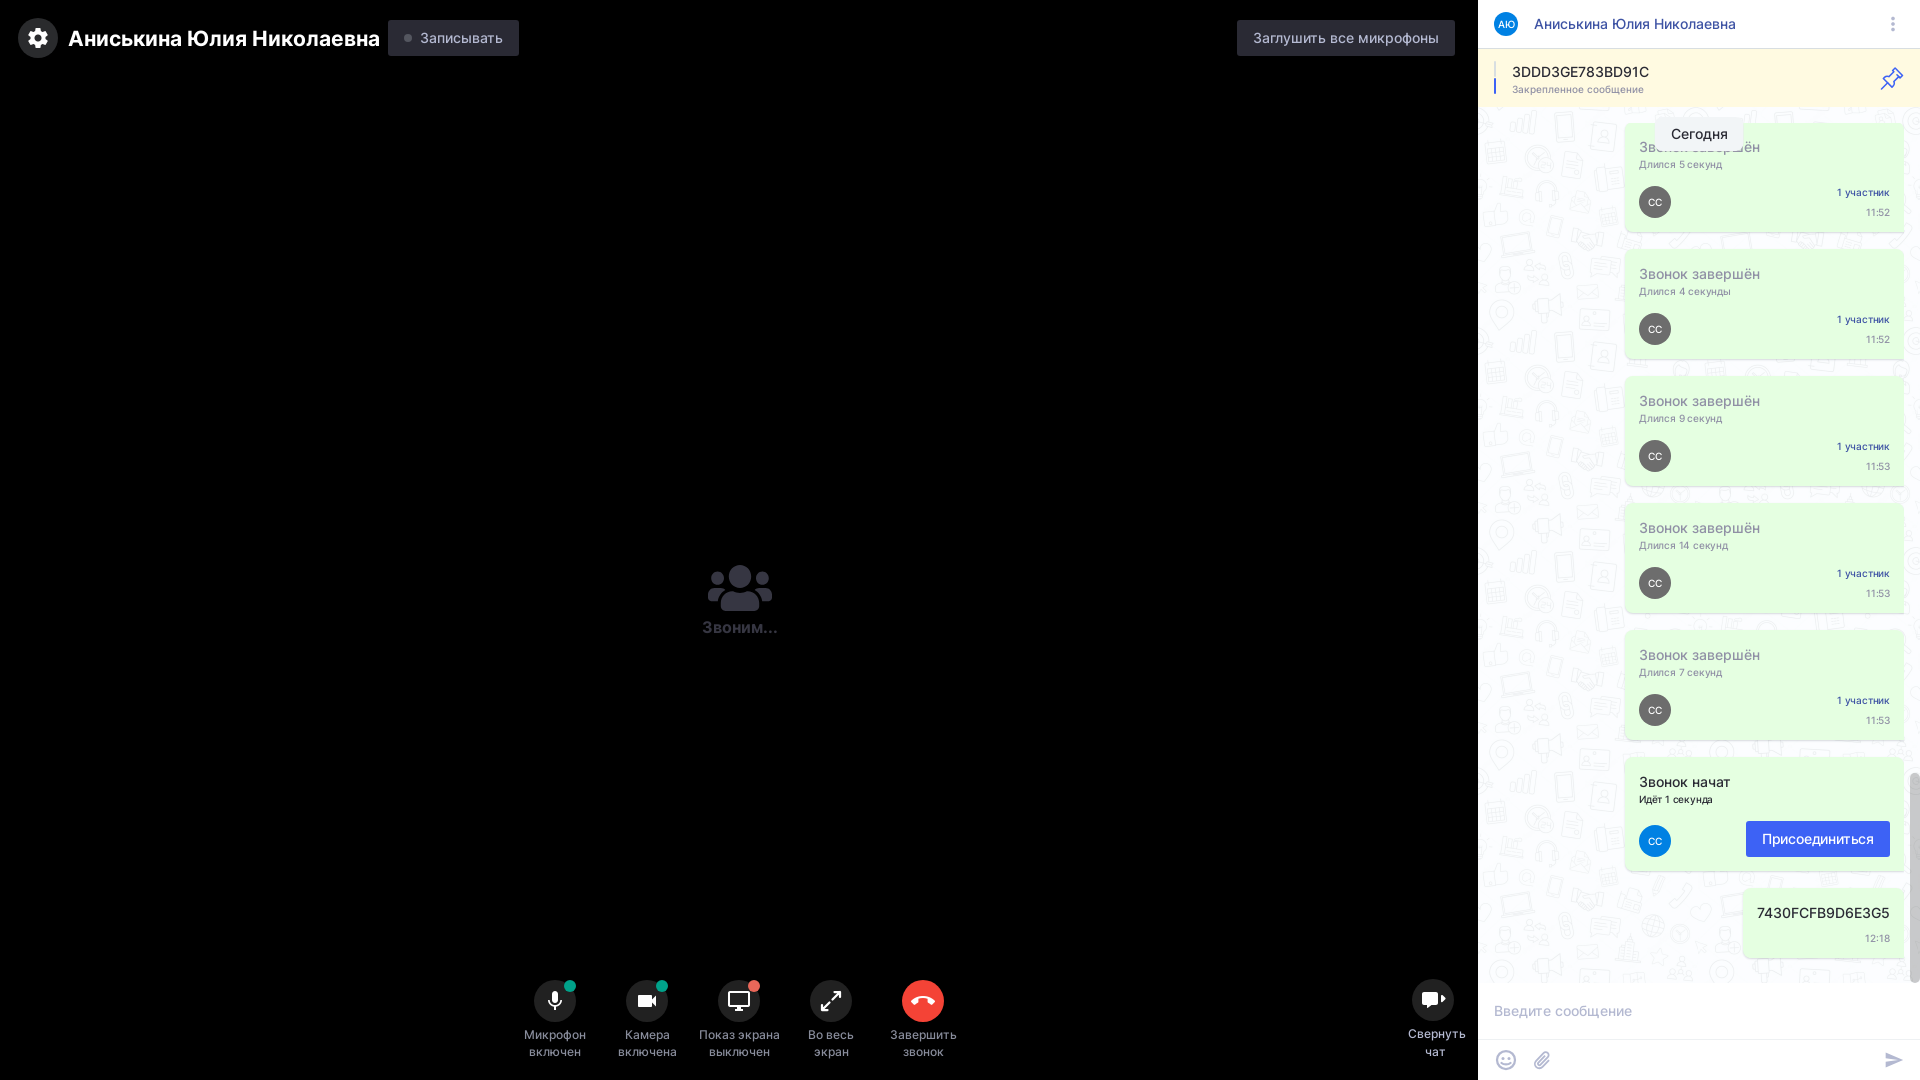 Аниськина Юлия Николаевна
Записывать
Заглушить все микрофоны
Звоним...
Микрофон
включен
Камера
включена
Показ экрана
выключен
Во весь
экран
Завершить
звонок
Свернуть
чат
АЮ
Аниськина Юлия Николаевна
3DDD3GE783BD91C
Закрепленное сообщение
Сегодня
Длился 5 секунд
СС
1 участник
11:52
Звонок завершён
Длился 4 секунды
СС
1 участник
11:52
Звонок завершён
Длился 9 секунд
СС
1 участник
11:53
Звонок завершён
Длился 14 секунд
СС
1 участник
11:53
Звонок завершён
Длился 7 секунд
СС
1 участник
11:53
Звонок начат
Идёт 1 секунда
СС
Присоединиться
7430FCFB9D6E3G5
12:18
Введите сообщение